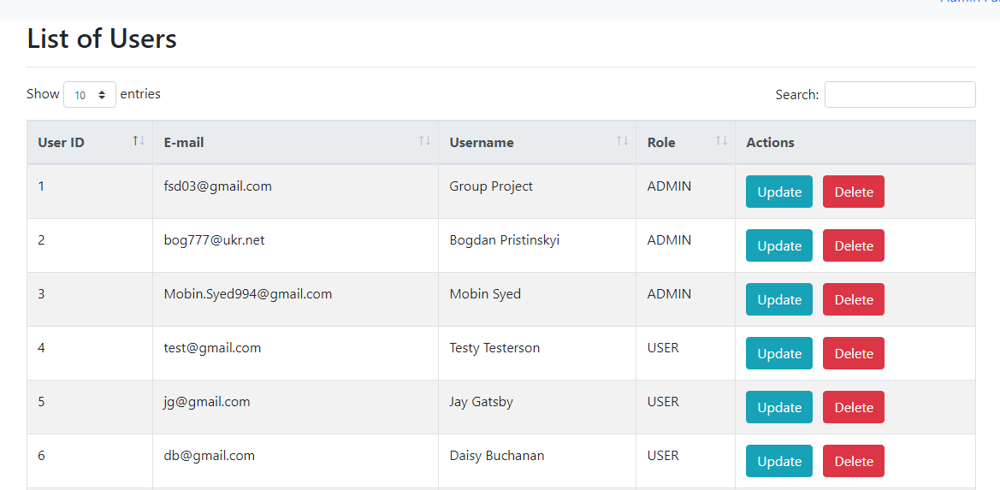 Admin
List of Users
Show 10 entries Search:
User ID E-mail Username Role Actions
1 fsd03@gmail.com Group Project ADMIN Update Delete
2 bog777@ukr.net Bogdan Pristinskyi ADMIN Update Delete
3 Mobin.Syed994@gmail.com Mobin Syed ADMIN Update Delete
4 test@gmail.com Testy Testerson USER Update Delete
5 jg@gmail.com Jay Gatsby USER Update Delete
6 db@gmail.com Daisy Buchanan USER Update Delete